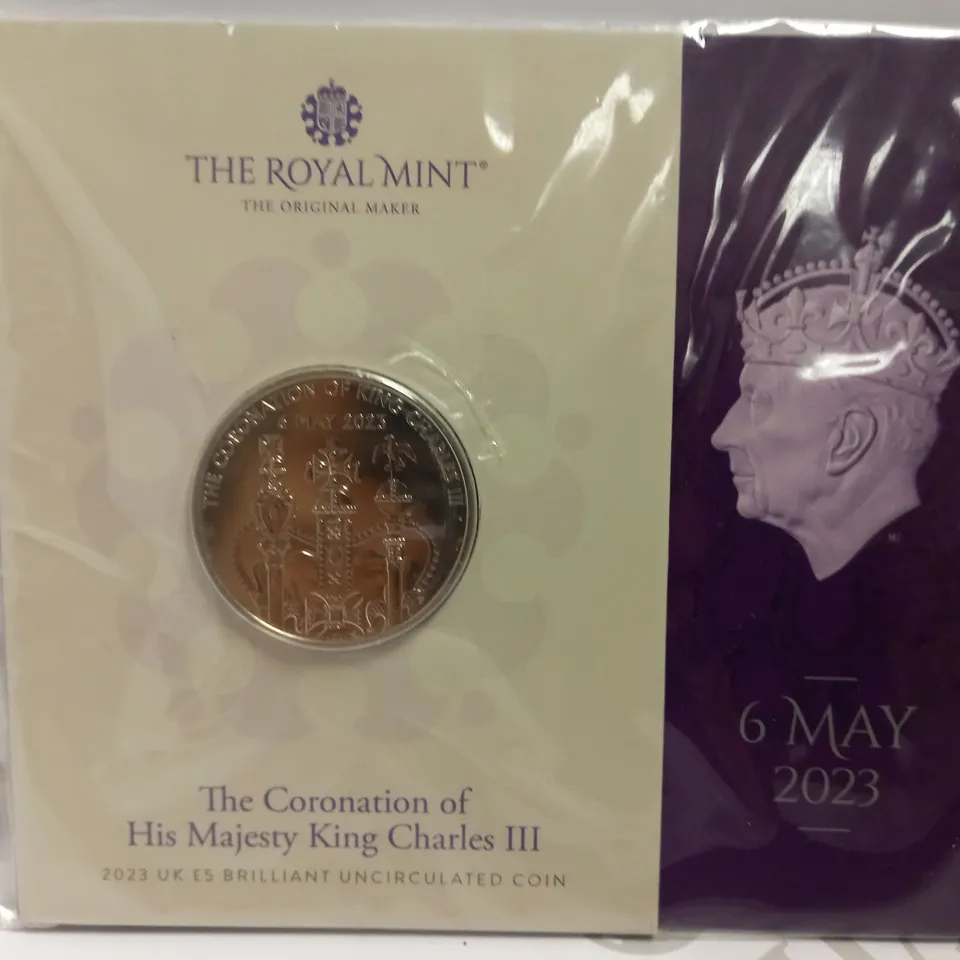 THE ROYAL MINT®
THE ORIGINAL MAKER
THE CORONATION OF KING CHARLES III
6 MAY 2023
The Coronation of
His Majesty King Charles III
2023 UK £5 BRILLIANT UNCIRCULATED COIN
6 MAY
2023